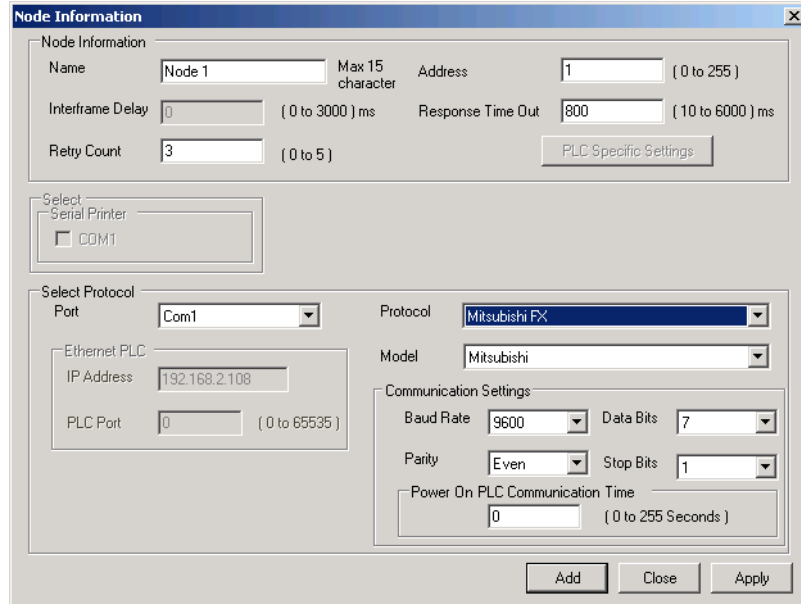 Node Information
Node Information
Name Node 1 Max 15 character Address 1 ( 0 to 255 )
Interframe Delay 0 ( 0 to 3000 ) ms Response Time Out 800 ( 10 to 6000 ) ms
Retry Count 3 ( 0 to 5 ) PLC Specific Settings
Select
Serial Printer
COM1
Select Protocol
Port Com1 Protocol Mitsubishi FX
Ethernet PLC Model Mitsubishi
IP Address 192.168.2.108
Communication Settings
PLC Port 0 ( 0 to 65535 ) Baud Rate 9600 Data Bits 7
Parity Even Stop Bits 1
Power On PLC Communication Time
0 ( 0 to 255 Seconds )
Add Close Apply